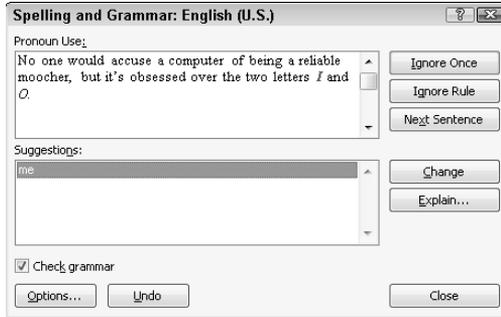 Spelling and Grammar: English (U.S.)
Pronoun Use:
No one would accuse a computer of being a reliable
moocher, but it's obsessed over the two letters I and
O.
Ignore Once
Ignore Rule
Next Sentence
Suggestions:
me
Change
Explain...
Check grammar
Options...
Undo
Close